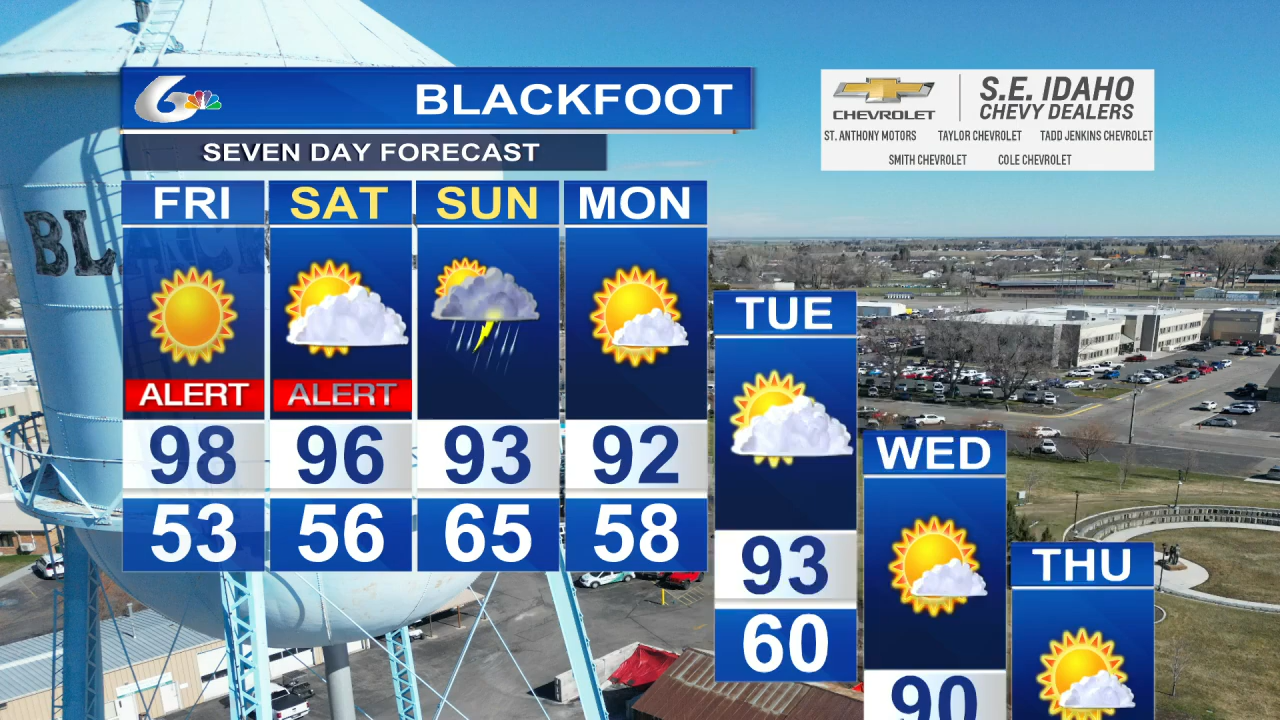 6
BLACKFOOT
SEVEN DAY FORECAST
CHEVROLET
S.E. IDAHO
CHEVY DEALERS
ST. ANTHONY MOTORS TAYLOR CHEVROLET TADD JENKINS CHEVROLET
SMITH CHEVROLET COLE CHEVROLET
FRI SAT SUN MON
ALERT ALERT
98 96 93 92
53 56 65 58
TUE
93
60
WED
90
THU
BLACK